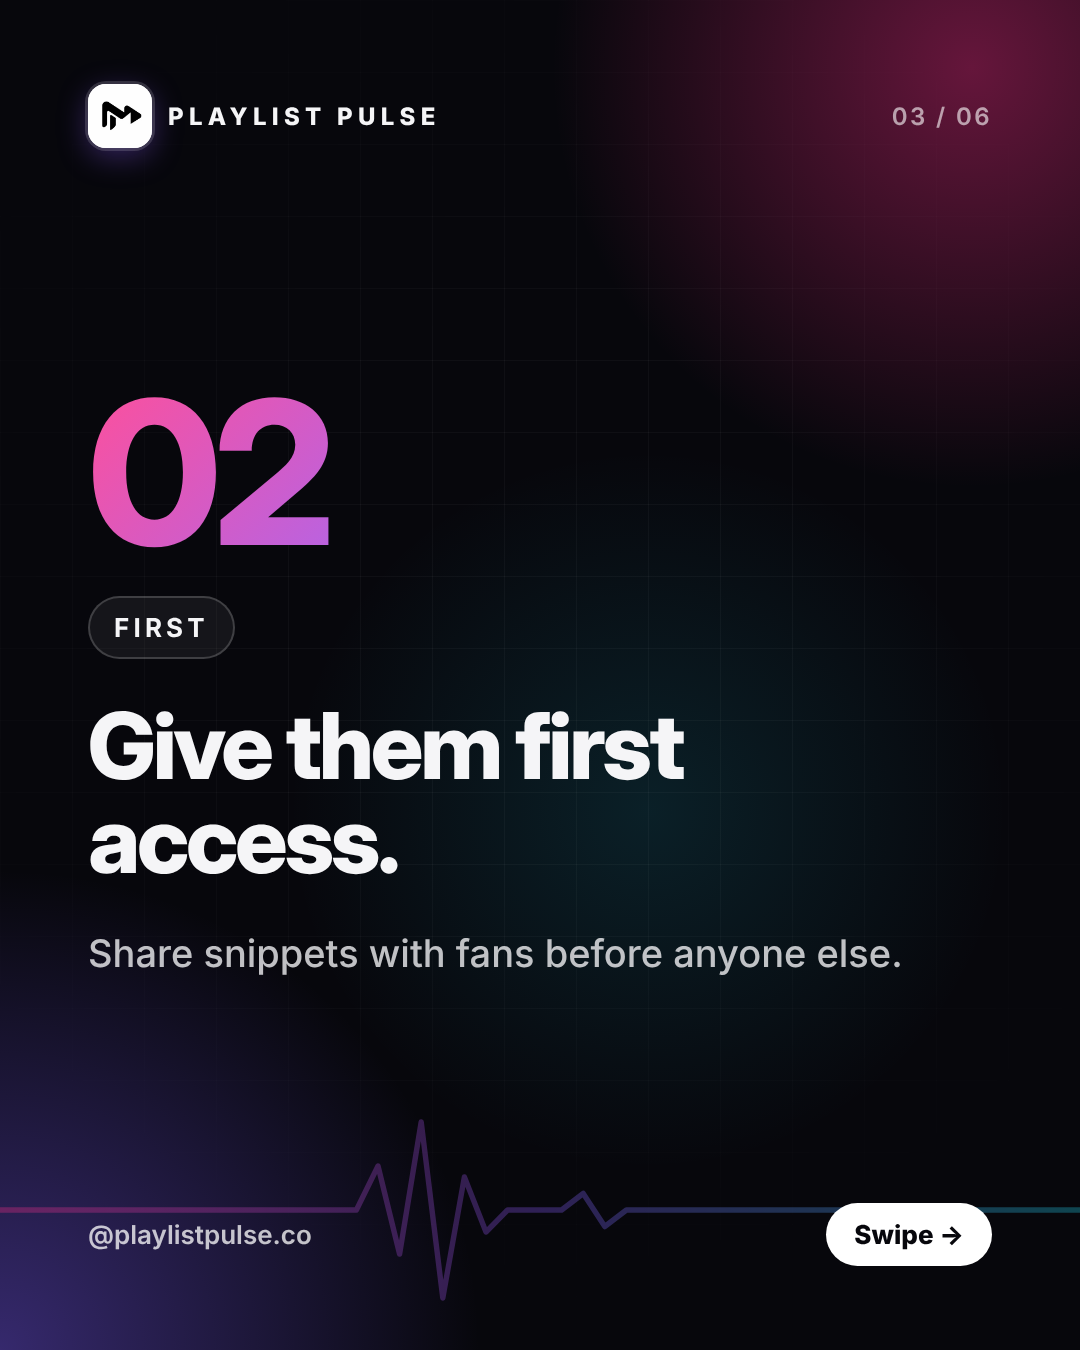 PLAYLIST PULSE
03 / 06
02
FIRST
Give them first
access.
Share snippets with fans before anyone else.
@playlistpulse.co
Swipe →